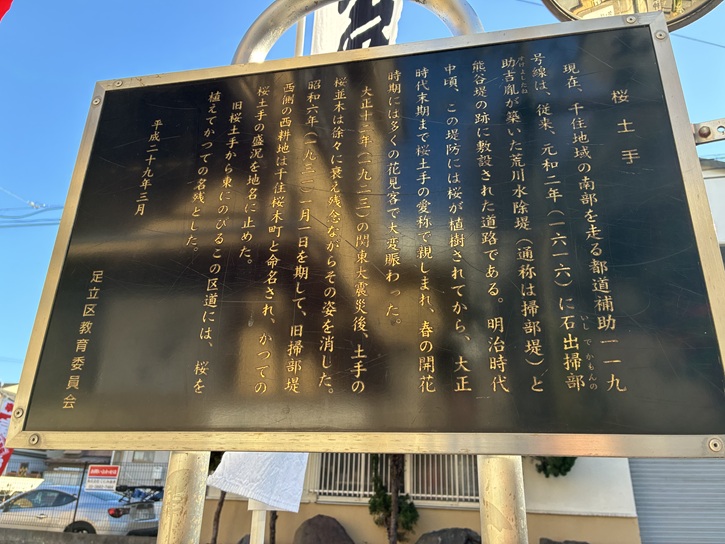 桜土手
現在、千住地域の南部を走る都道補助一一九
号線は、従来、元和二年（一六一六）に石出掃部
いしでかもんの
助吉胤が築いた荒川水除堤（通称は掃部堤）と
すけよしたね
熊谷堤の跡に敷設された道路である。明治時代
中頃、この堤防には桜が植樹されてから、大正
時代末期まで桜土手の愛称で親しまれ、春の開花
時期には多くの花見客で大変賑わった。
大正十二年（一九二三）の関東大震災後、土手の
桜並木は徐々に衰え残念ながらその姿を消した。
昭和六年（一九三一）一月一日を期して、旧掃部堤
西側の西耕地は千住桜木町と命名され、かつての
桜土手の盛況を地名に止めた。
旧桜土手から東にのびるこの区道には、桜を
植えてかつての名残とした。
平成二十九年三月
足立区教育委員会